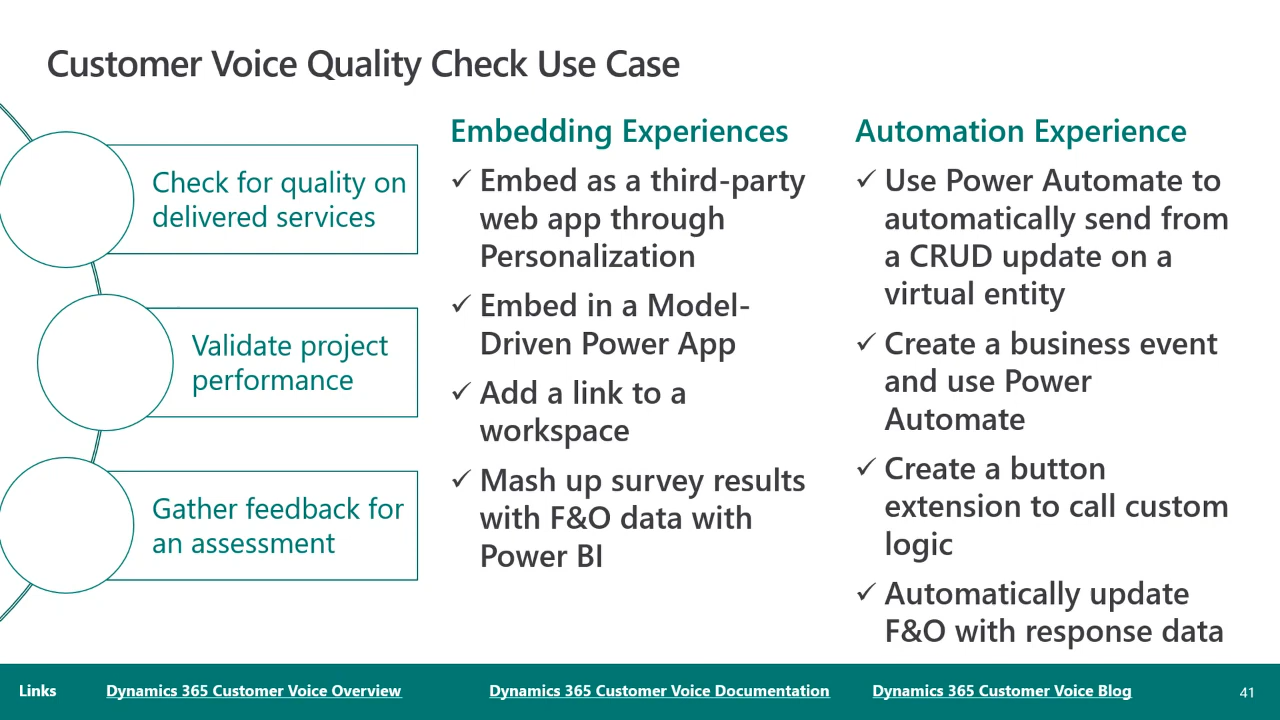 Customer Voice Quality Check Use Case
Check for quality on
delivered services
Validate project
performance
Gather feedback for
an assessment
Embedding Experiences
✓ Embed as a third-party
web app through
Personalization
✓ Embed in a Model-
Driven Power App
✓ Add a link to a
workspace
✓ Mash up survey results
with F&O data with
Power BI
Automation Experience
✓ Use Power Automate to
automatically send from
a CRUD update on a
virtual entity
✓ Create a business event
and use Power
Automate
✓ Create a button
extension to call custom
logic
✓ Automatically update
F&O with response data
Links Dynamics 365 Customer Voice Overview Dynamics 365 Customer Voice Documentation Dynamics 365 Customer Voice Blog 41